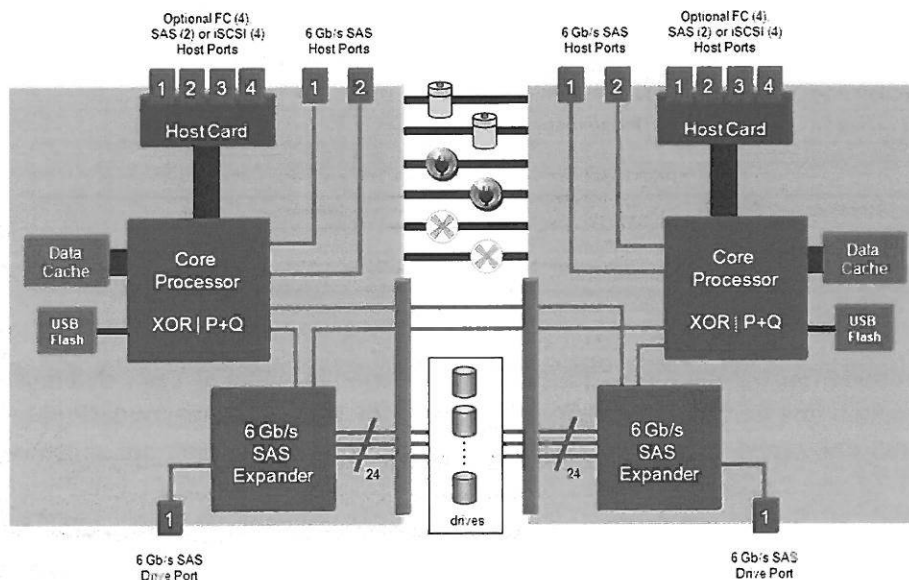 Optional FC (4)
SAS (2) or iSCSI (4)
Host Ports
6 Gb/s SAS
Host Ports
1 2 3 4
1 2
Host Card
Data
Cache
Core
Processor
XOR | P+Q
USB
Flash
6 Gb/s
SAS
Expander
24
1
6 Gb/s SAS
Drive Port
drives
6 Gb/s SAS
Host Ports
Optional FC (4)
SAS (2) or iSCSI (4)
Host Ports
1 2
1 2 3 4
Host Card
Core
Processor
XOR | P+Q
Data
Cache
USB
Flash
6 Gb/s
SAS
Expander
24
1
6 Gb/s SAS
Drive Port